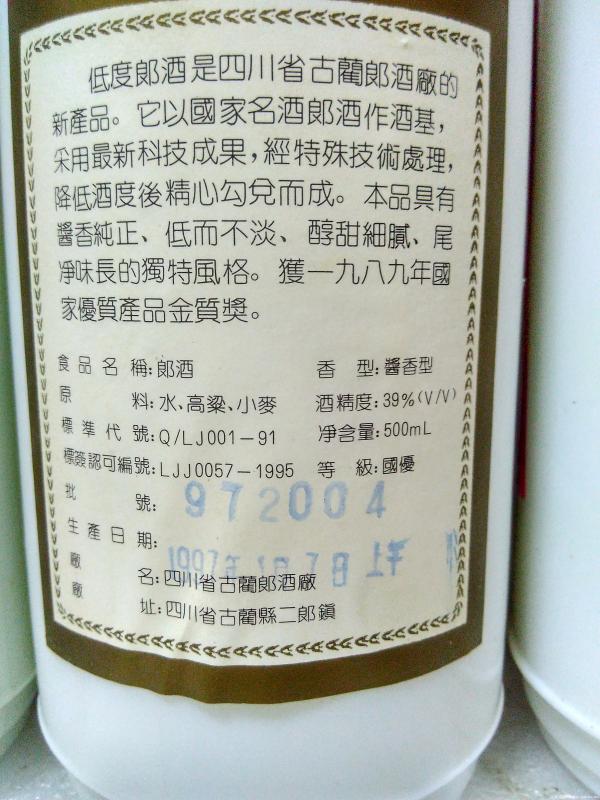 低度郎酒是四川省古藺郎酒廠的
新產品。它以國家名酒郎酒作酒基，
采用最新科技成果，經特殊技術處理，
降低酒度後精心勾兌而成。本品具有
醬香純正、低而不淡、醇甜細膩、尾
凈味長的獨特風格。獲一九八九年國
家優質產品金質獎。
食品名稱：郎酒 香型：醬香型
原料：水、高粱、小麥 酒精度：39%(V/V)
標準代號：Q/LJ001-91 凈含量：500mL
標簽認可編號：LJJ0057-1995 等級：國優
批號： 972004
生產日期： 1997年
廠名：四川省古藺郎酒廠
廠址：四川省古藺縣二郎鎮